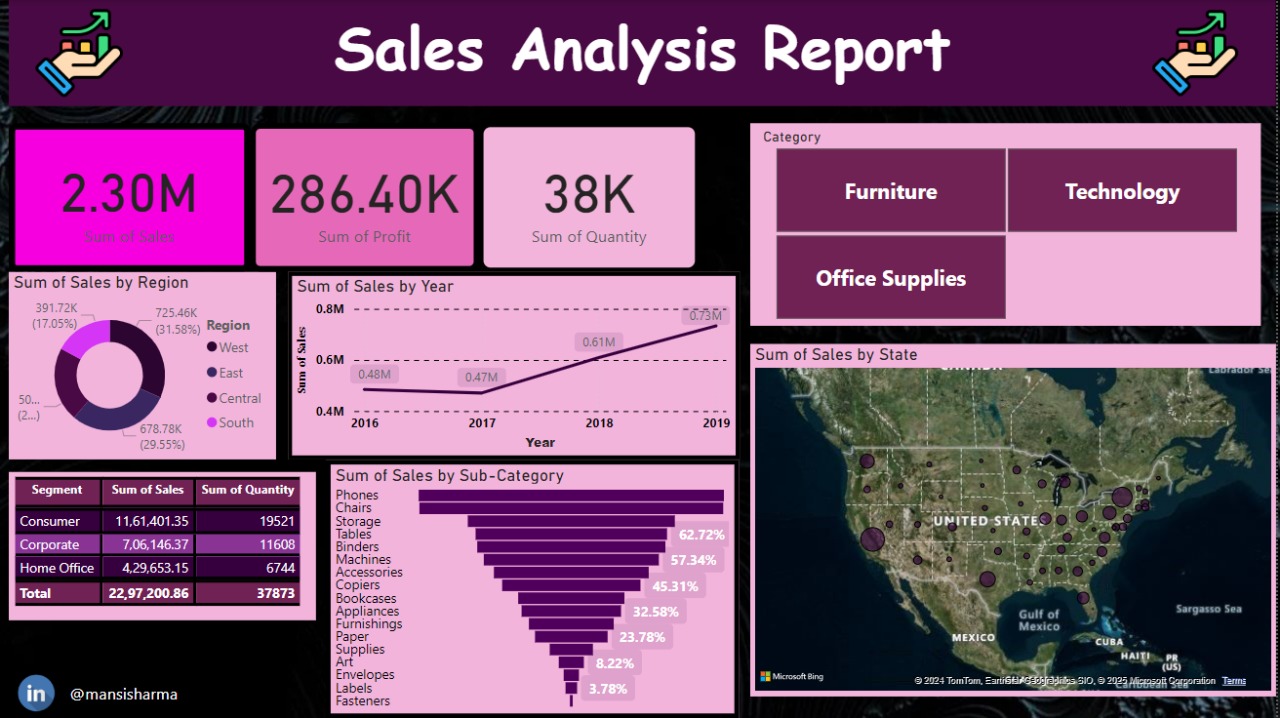 Sales Analysis Report
2.30M
Sum of Sales
286.40K
Sum of Profit
38K
Sum of Quantity
Category
Furniture
Technology
Office Supplies
Sum of Sales by Region
391.72K
(17.05%)
725.46K
(31.58%)
50...
(2...)
678.78K
(29.55%)
Region
West
East
Central
South
Sum of Sales by Year
Sum of Sales
0.8M
0.6M
0.4M
0.48M
0.47M
0.61M
0.73M
2016 2017 2018 2019
Year
Sum of Sales by State
CANADA
Labrador Sea
UNITED STATES
Gulf of
Mexico
MEXICO
CUBA
HAITI
PR
(US)
Sargasso Sea
Caribbean Sea
Microsoft Bing
© 2024 TomTom, © 2025 Microsoft Corporation Terms
Segment Sum of Sales Sum of Quantity
Consumer 11,61,401.35 19521
Corporate 7,06,146.37 11608
Home Office 4,29,653.15 6744
Total 22,97,200.86 37873
Sum of Sales by Sub-Category
Phones
Chairs
Storage
Tables 62.72%
Binders
Machines 57.34%
Accessories
Copiers 45.31%
Bookcases
Appliances 32.58%
Furnishings
Paper 23.78%
Supplies
Art 8.22%
Envelopes
Labels 3.78%
Fasteners
in @mansisharma